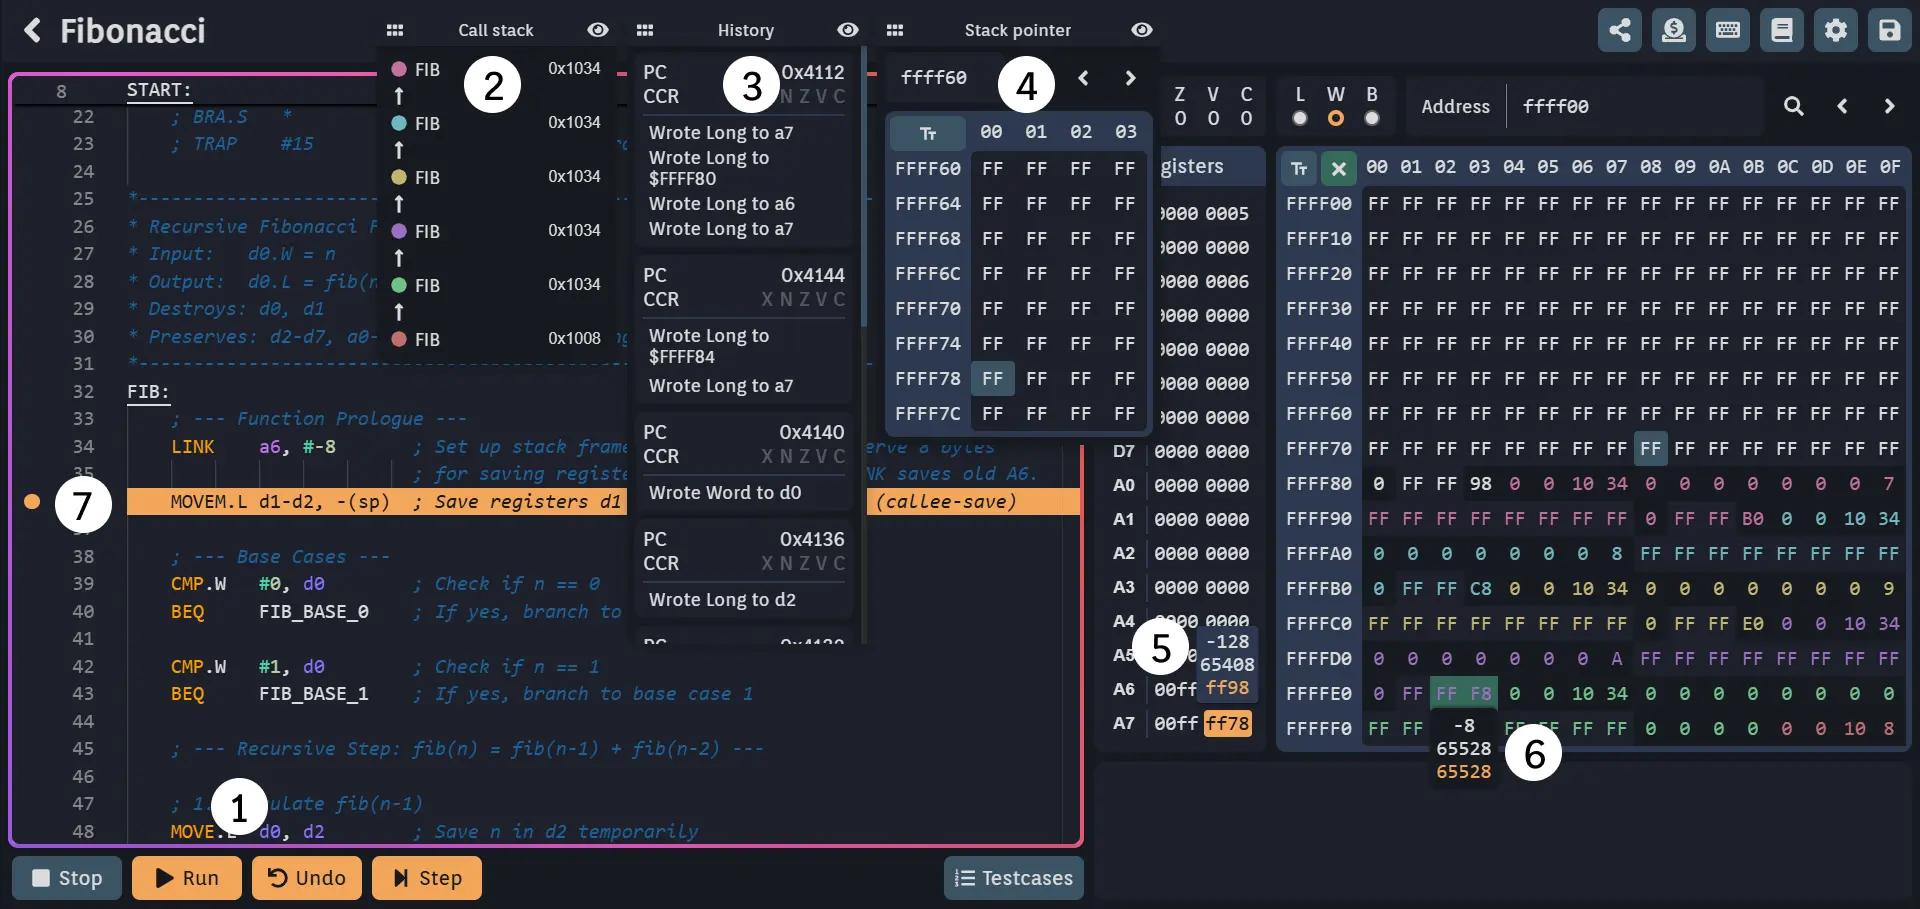 Fibonacci
Call stack
FIB 0x1034
FIB 0x1034
FIB 0x1034
FIB 0x1034
FIB 0x1034
FIB 0x1008
2
History
PC 0x4112
CCR N Z V C
Wrote Long to a7
Wrote Long to
$FFFF80
Wrote Long to a6
Wrote Long to a7
PC 0x4144
CCR X N Z V C
Wrote Long to
$FFFF84
Wrote Long to a7
PC 0x4140
CCR X N Z V C
Wrote Word to d0
PC 0x4136
CCR X N Z V C
Wrote Long to d2
3
Stack pointer
ffff60
4
Tr 00 01 02 03
FFFF60 FF FF FF FF
FFFF64 FF FF FF FF
FFFF68 FF FF FF FF
FFFF6C FF FF FF FF
FFFF70 FF FF FF FF
FFFF74 FF FF FF FF
FFFF78 FF FF FF FF
FFFF7C FF FF FF FF
8 START:
22 ; BRA.S *
23 ; TRAP #15
24
25 *----------------------
26 * Recursive Fibonacci
27 * Input: d0.W = n
28 * Output: d0.L = fib(n
29 * Destroys: d0, d1
30 * Preserves: d2-d7, a0-
31 *----------------------
32 FIB:
33 ; --- Function Prologue ---
34 LINK a6, #-8 ; Set up stack frame erve 8 bytes
35 ; for saving registe NK saves old A6.
7 MOVEM.L d1-d2, -(sp) ; Save registers d1 (callee-save)
38 ; --- Base Cases ---
39 CMP.W #0, d0 ; Check if n == 0
40 BEQ FIB_BASE_0 ; If yes, branch to
41
42 CMP.W #1, d0 ; Check if n == 1
43 BEQ FIB_BASE_1 ; If yes, branch to base case 1
44
45 ; --- Recursive Step: fib(n) = fib(n-1) + fib(n-2) ---
46
47 ; 1. ulate fib(n-1)
48 MOVE.L d0, d2 ; Save n in d2 temporarily
1
Stop Run Undo Step Testcases
Z V C
0 0 0
L W B
Address ffff00
gisters
0000 0005
0000 0000
0000 0006
0000 0000
0000 0000
0000 0000
0000 0000
D7 0000 0000
A0 0000 0000
A1 0000 0000
A2 0000 0000
A3 0000 0000
A4 0000 0000
A5 0
A6 00ff
A7 00ff ff78
5
-128
65408
ff98
Tr 00 01 02 03 04 05 06 07 08 09 0A 0B 0C 0D 0E 0F
FFFF00 FF FF FF FF FF FF FF FF FF FF FF FF FF FF FF FF
FFFF10 FF FF FF FF FF FF FF FF FF FF FF FF FF FF FF FF
FFFF20 FF FF FF FF FF FF FF FF FF FF FF FF FF FF FF FF
FFFF30 FF FF FF FF FF FF FF FF FF FF FF FF FF FF FF FF
FFFF40 FF FF FF FF FF FF FF FF FF FF FF FF FF FF FF FF
FFFF50 FF FF FF FF FF FF FF FF FF FF FF FF FF FF FF FF
FFFF60 FF FF FF FF FF FF FF FF FF FF FF FF FF FF FF FF
FFFF70 FF FF FF FF FF FF FF FF FF FF FF FF FF FF FF FF
FFFF80 0 FF FF 98 0 0 10 34 0 0 0 0 0 0 0 7
FFFF90 FF FF FF FF FF FF FF FF 0 FF FF B0 0 0 10 34
FFFFA0 0 0 0 0 0 0 0 8 FF FF FF FF FF FF FF FF
FFFFB0 0 FF FF C8 0 0 10 34 0 0 0 0 0 0 0 9
FFFFC0 FF FF FF FF FF FF FF FF 0 FF FF E0 0 0 10 34
FFFFD0 0 0 0 0 0 0 0 A FF FF FF FF FF FF FF FF
FFFFE0 0 FF FF F8 0 0 10 34 0 0 0 0 0 0 0 0
FFFFF0 FF FF FF FF FF FF 0 0 0 0 0 0 10 8
-8
65528
65528
6